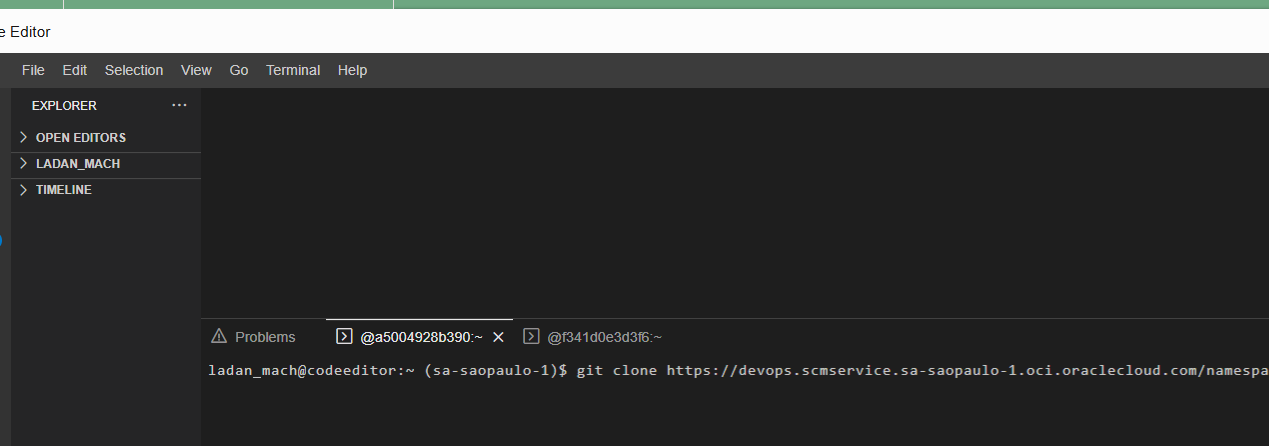 Editor
File Edit Selection View Go Terminal Help
EXPLORER ···
OPEN EDITORS
LADAN_MACH
TIMELINE
Problems @a5004928b390:~ @f341d0e3d3f6:~
ladan_mach@codeeditor:~ (sa-saopaulo-1)$ git clone https://devops.scmservice.sa-saopaulo-1.oci.oraclecloud.com/namespa